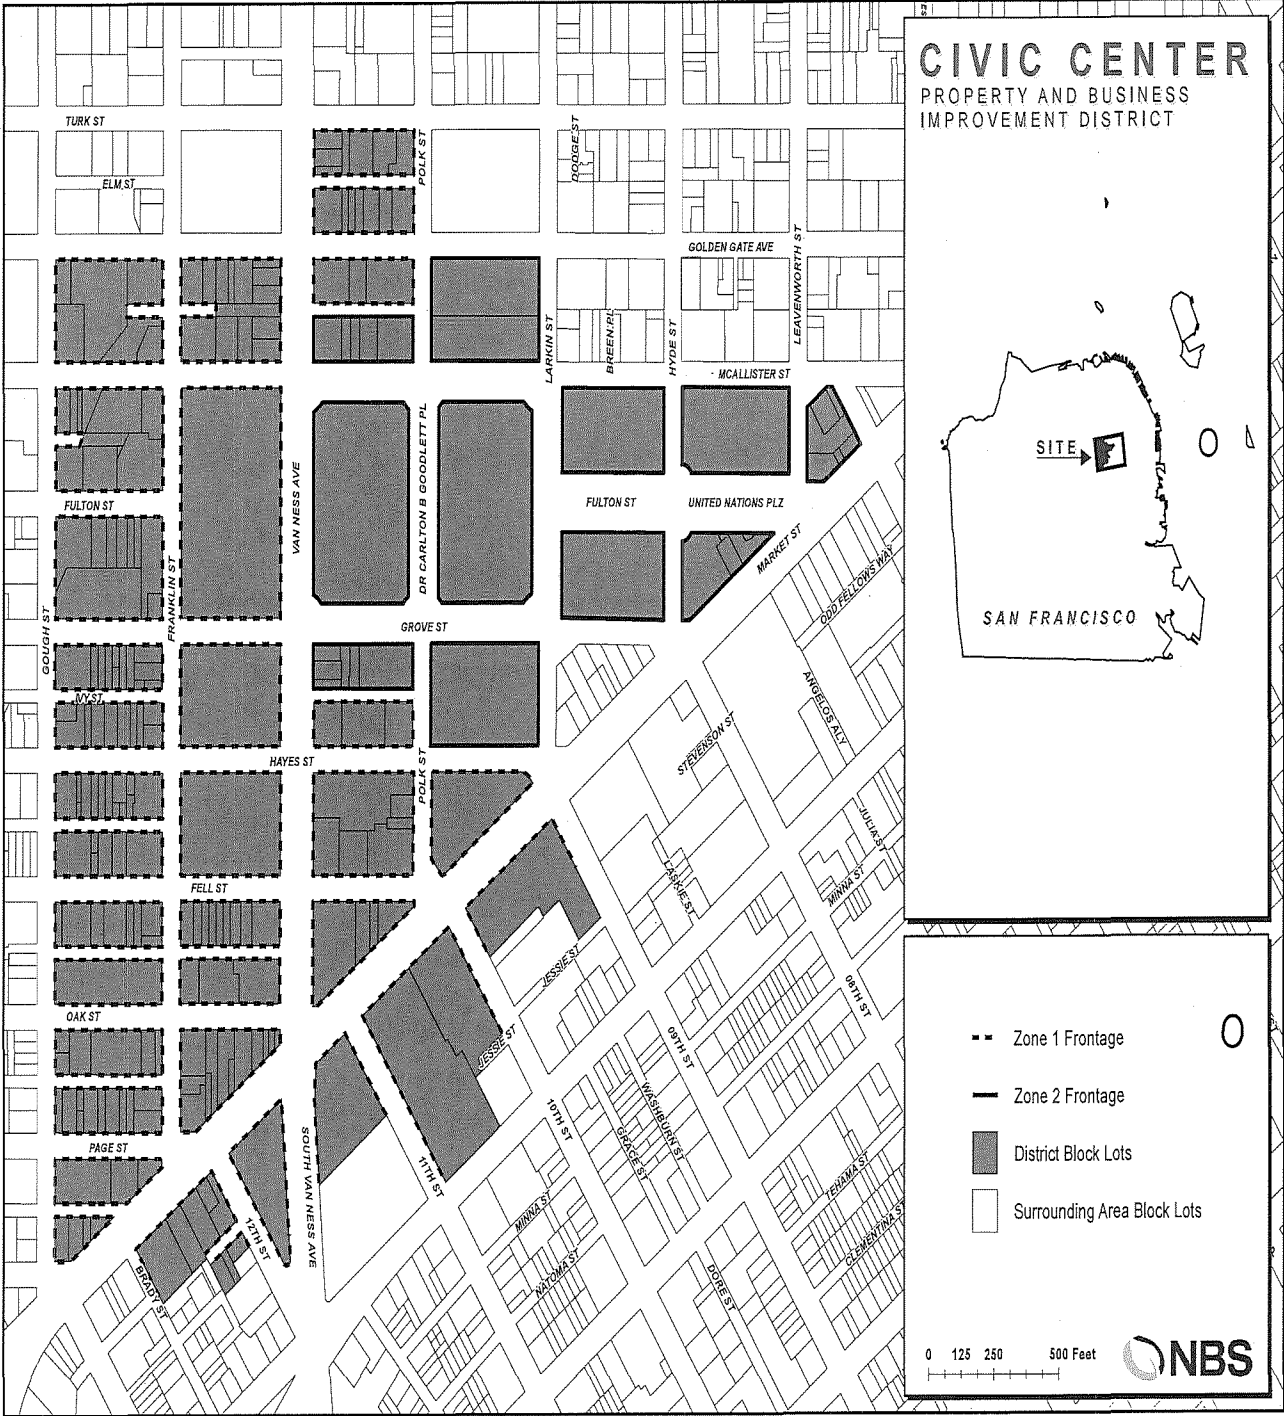 CIVIC CENTER
PROPERTY AND BUSINESS
IMPROVEMENT DISTRICT
TURK ST
ELM ST
POLK ST
DODGE ST
GOLDEN GATE AVE
LEAVENWORTH ST
LARKIN ST
BREEN PL
HYDE ST
MCALLISTER ST
VAN NESS AVE
DR CARLTON B GOODLETT PL
FULTON ST
FULTON ST
UNITED NATIONS PLZ
MARKET ST
ODD FELLOWS WAY
GOUGH ST
FRANKLIN ST
GROVE ST
IVY ST
ANGELOS ALY
STEVENSON ST
HAYES ST
POLK ST
JULIA ST
LASKIE ST
MINNA ST
FELL ST
JESSIE ST
08TH ST
OAK ST
JESSIE ST
09TH ST
WASHBURN ST
GRACE ST
10TH ST
PAGE ST
SOUTH VAN NESS AVE
11TH ST
TEHAMA ST
MINNA ST
CLEMENTINA ST
12TH ST
NATOMA ST
BRADY ST
DORE ST
SITE
SAN FRANCISCO
Zone 1 Frontage
Zone 2 Frontage
District Block Lots
Surrounding Area Block Lots
0 125 250 500 Feet
NBS